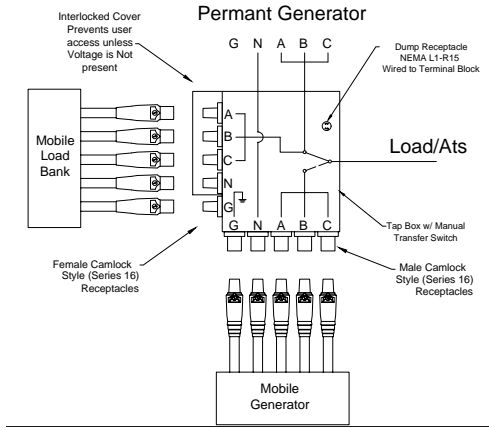 Permant Generator
Interlocked Cover
Prevents user
access unless
Voltage is Not
present
G N A B C
Dump Receptacle
NEMA L1-R15
Wired to Terminal Block
A
B
C
N
G
Mobile
Load
Bank
Load/Ats
G N A B C
Tap Box w/ Manual
Transfer Switch
Female Camlock
Style (Series 16)
Receptacles
Male Camlock
Style (Series 16)
Receptacles
Mobile
Generator